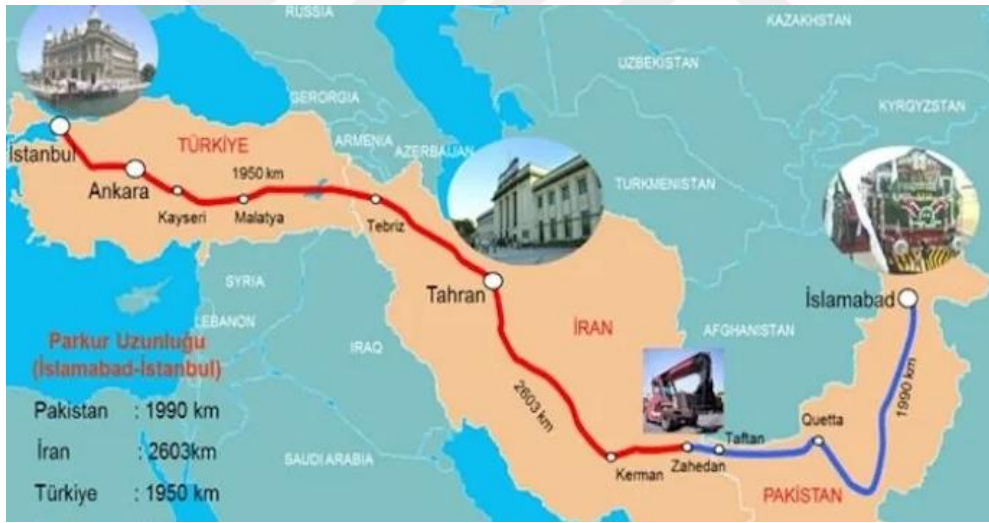 RUSSIA
KAZAKHSTAN
UZBEKISTAN
GERORGIA
KYRGYZSTAN
ARMENIA
AZERBAIJAN
TÜRKİYE
İstanbul
Ankara
1950 km
Kayseri
Malatya
Tebriz
TURKMENISTAN
SYRIA
LEBANON
IRAQ
Tahran
İRAN
AFGHANISTAN
İslamabad
2603 km
1990 km
Quetta
Taftan
Zahedan
Kerman
SAUDI ARABIA
PAKİSTAN
Parkur Uzunluğu
(İslamabad-İstanbul)
Pakistan : 1990 km
İran : 2603km
Türkiye : 1950 km